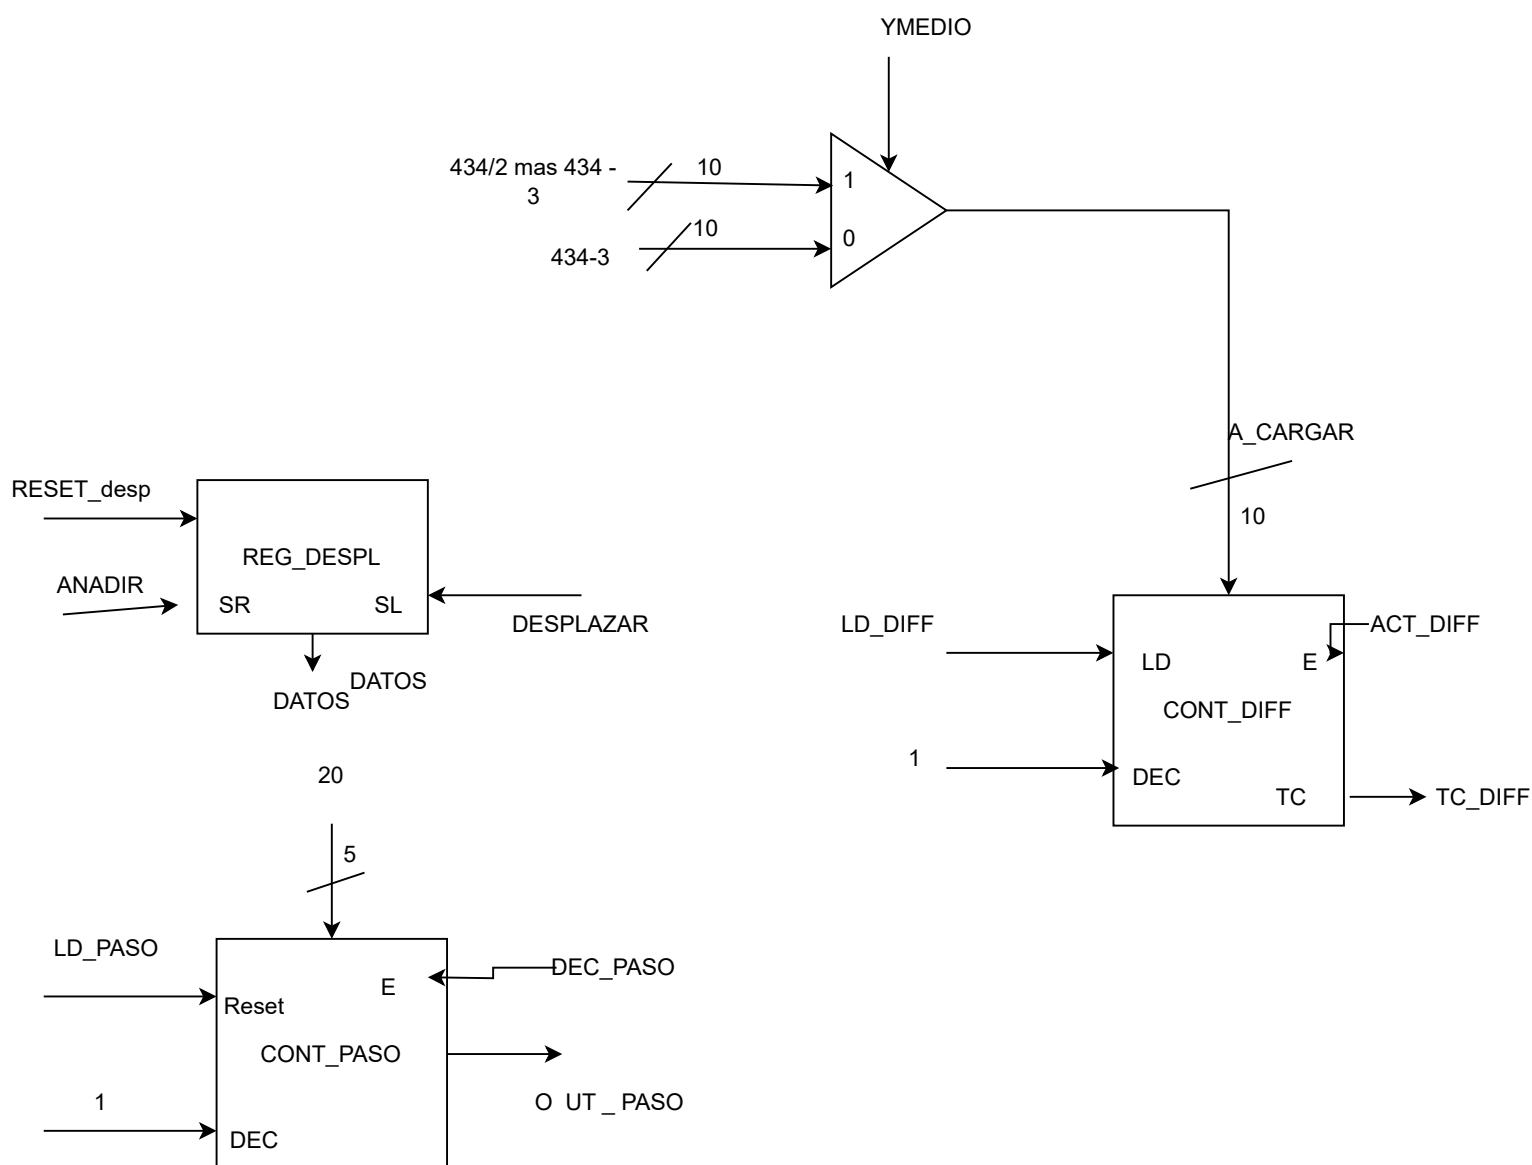 YMEDIO
434/2 mas 434 -
3
10
1
10
0
434-3
A_CARGAR
10
RESET_desp
REG_DESPL
ANADIR
SR
SL
DESPLAZAR
DATOS
DATOS
LD_DIFF
ACT_DIFF
LD
E
CONT_DIFF
1
DEC
TC
TC_DIFF
20
5
LD_PASO
DEC_PASO
E
Reset
CONT_PASO
1
O UT _ PASO
DEC